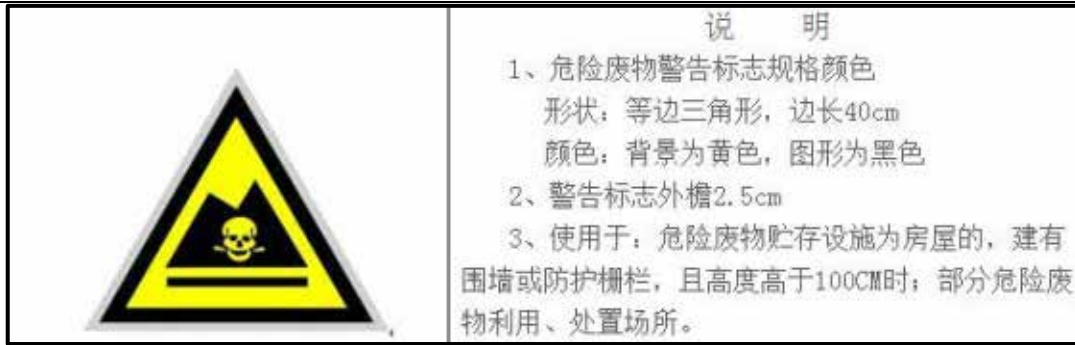 说 明
1、危险废物警告标志规格颜色
形状：等边三角形，边长40cm
颜色：背景为黄色，图形为黑色
2、警告标志外檐2.5cm
3、使用于：危险废物贮存设施为房屋的，建有
围墙或防护栅栏，且高度高于100CM时；部分危险废
物利用、处置场所。